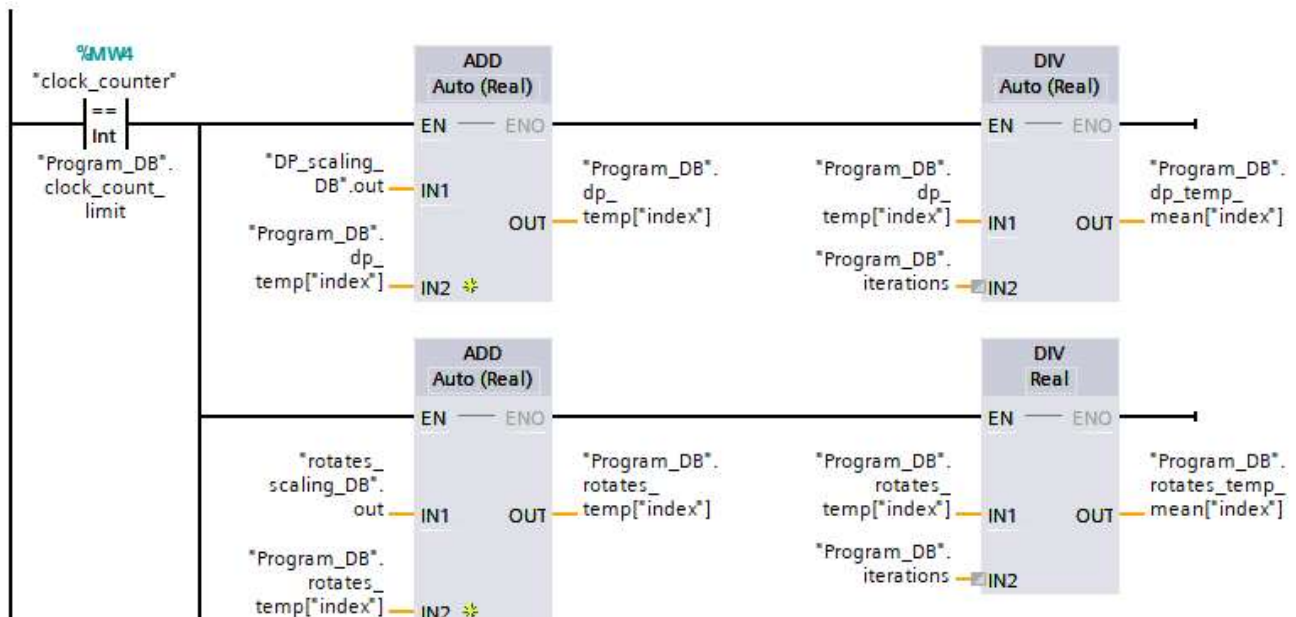 %MW4
"clock_counter"
==
Int
"Program_DB".
clock_count_
limit
ADD
Auto (Real)
EN
ENO
"DP_scaling_
DB".out
IN1
"Program_DB".
dp_
temp["index"]
IN2
OUT
"Program_DB".
dp_
temp["index"]
DIV
Auto (Real)
EN
ENO
"Program_DB".
dp_
temp["index"]
IN1
"Program_DB".
iterations
IN2
OUT
"Program_DB".
dp_temp_
mean["index"]
ADD
Auto (Real)
EN
ENO
"rotates_
scaling_DB".
out
IN1
"Program_DB".
rotates_
temp["index"]
IN2
OUT
"Program_DB".
rotates_
temp["index"]
DIV
Real
EN
ENO
"Program_DB".
rotates_
temp["index"]
IN1
"Program_DB".
iterations
IN2
OUT
"Program_DB".
rotates_temp_
mean["index"]